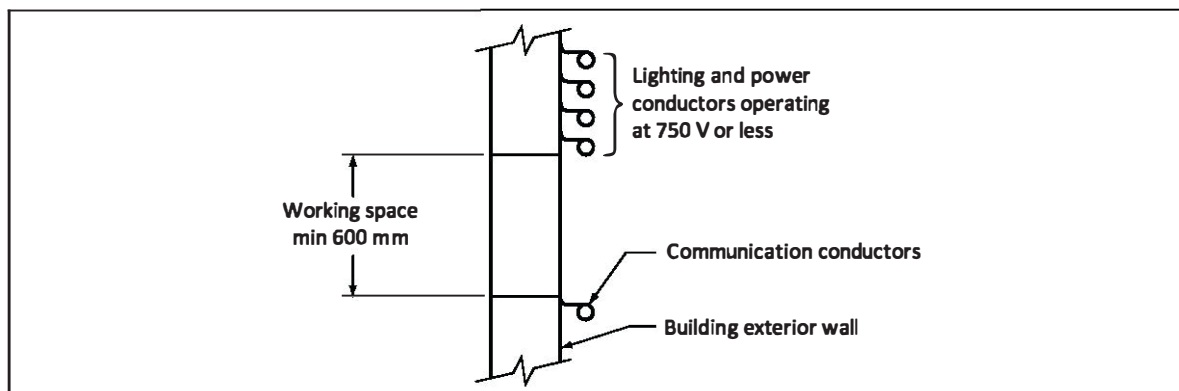 Lighting and power
conductors operating
at 750 V or less
Working space
min 600 mm
Communication conductors
Building exterior wall